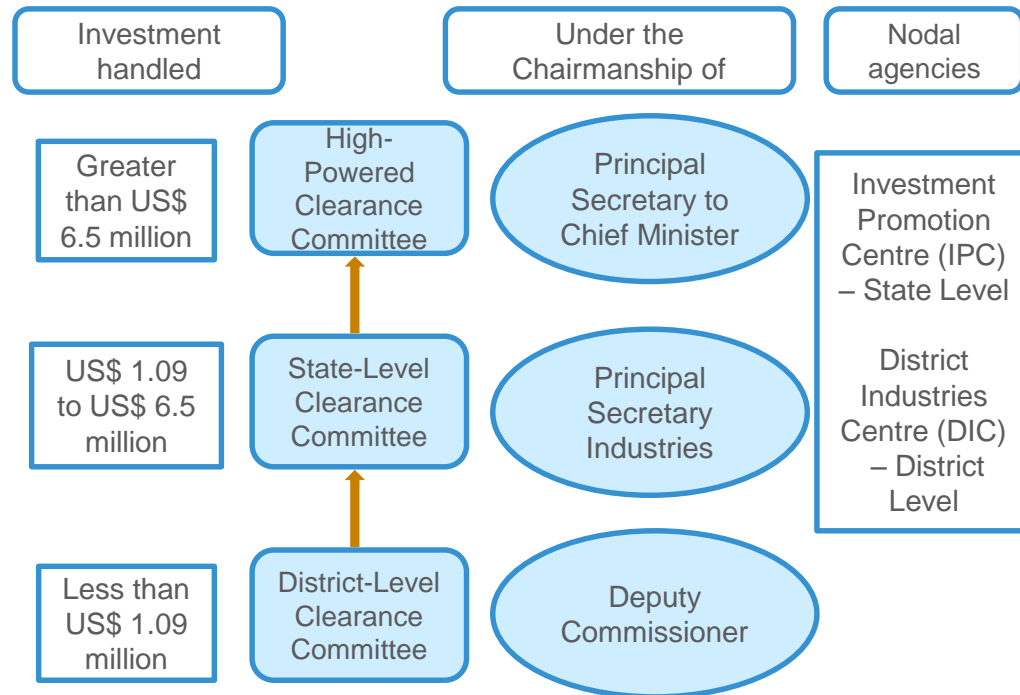 Investment
handled
Under the
Chairmanship of
Nodal
agencies
Greater
than US$
6.5 million
High-
Powered
Clearance
Committee
Principal
Secretary to
Chief Minister
Investment
Promotion
Centre (IPC)
– State Level
District
Industries
Centre (DIC)
– District
Level
US$ 1.09
to US$ 6.5
million
State-Level
Clearance
Committee
Principal
Secretary
Industries
Less than
US$ 1.09
million
District-Level
Clearance
Committee
Deputy
Commissioner